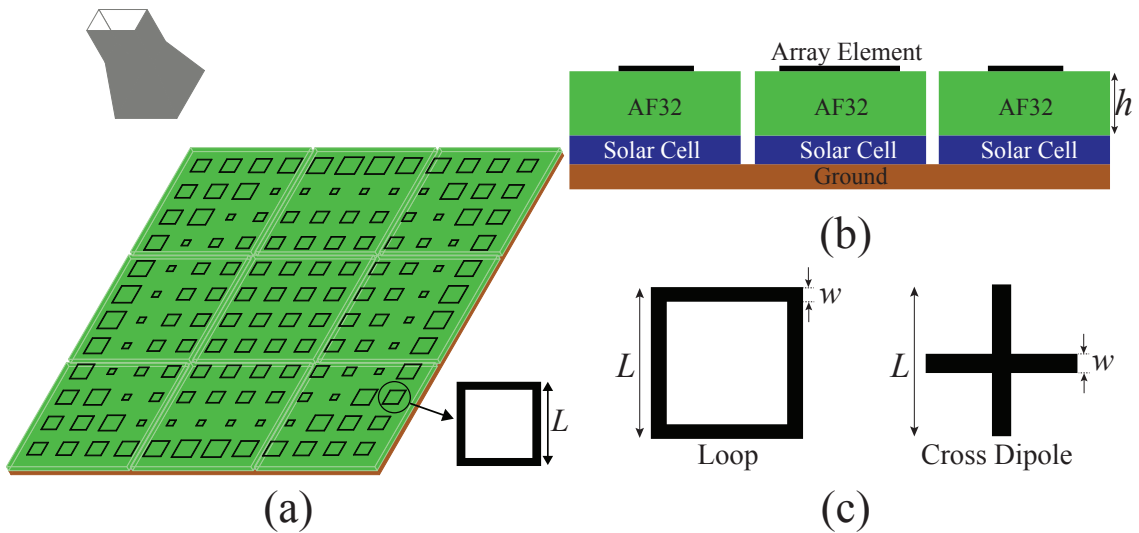 L
(a)
Array Element
AF32 AF32 AF32
h
Solar Cell Solar Cell Solar Cell
Ground
(b)
L
w
Loop
L
w
Cross Dipole
(c)